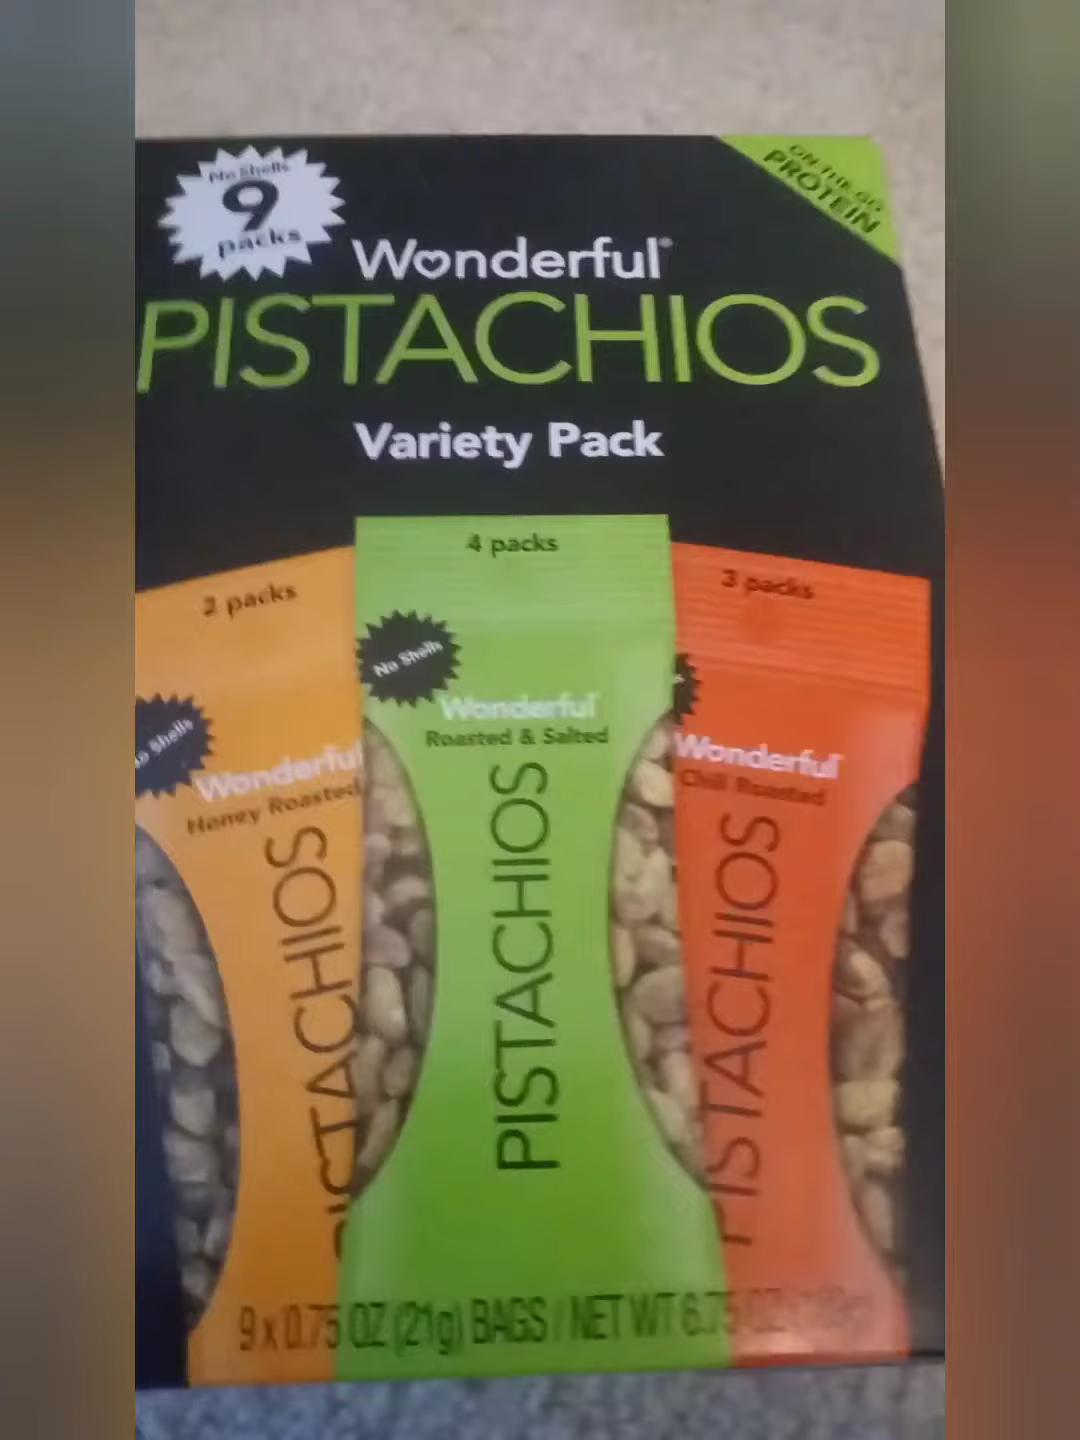 No Shells
9
packs
ON THE GO
PROTEIN
Wonderful®
PISTACHIOS
Variety Pack
2 packs
No Shells
Wonderful
Honey Roasted
PISTACHIOS
4 packs
No Shells
Wonderful
Roasted & Salted
PISTACHIOS
3 packs
Wonderful
Chili Roasted
PISTACHIOS
9 x 0.75 OZ (21g) BAGS / NET WT 6.75 OZ